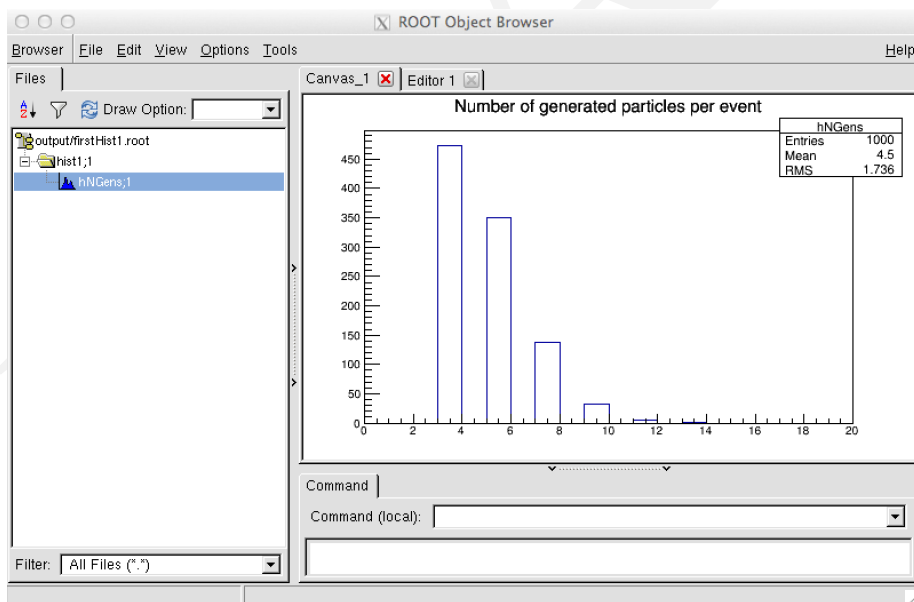 ROOT Object Browser
Browser File Edit View Options Tools Help
Files
Draw Option:
output/firstHist1.root
hist1;1
hNGens;1
Filter: All Files (*.*)
Canvas_1 Editor 1
Number of generated particles per event
hNGens
Entries 1000
Mean 4.5
RMS 1.736
450
400
350
300
250
200
150
100
50
0
0 2 4 6 8 10 12 14 16 18 20
Command
Command (local):